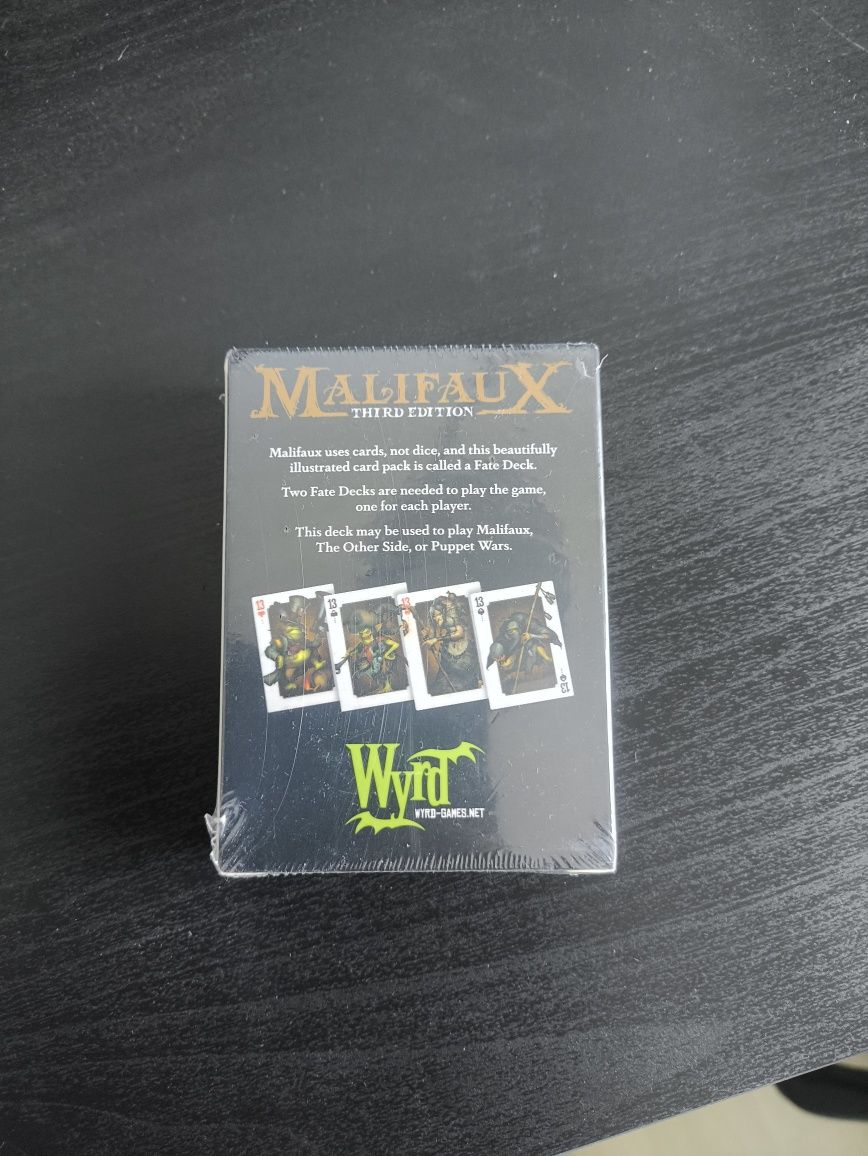 MALIFAUX
THIRD EDITION
Malifaux uses cards, not dice, and this beautifully
illustrated card pack is called a Fate Deck.
Two Fate Decks are needed to play the game,
one for each player.
This deck may be used to play Malifaux,
The Other Side, or Puppet Wars.
13 13 13 13
13
Wyrd
WYRD-GAMES.NET